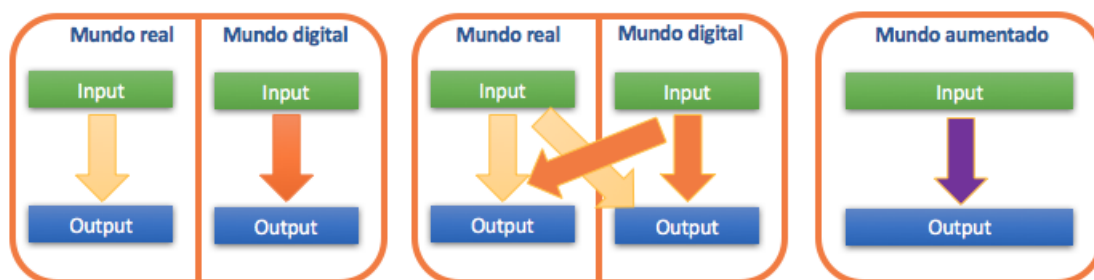 Mundo real
Mundo digital
Input
Input
Output
Output
Mundo real
Mundo digital
Input
Input
Output
Output
Mundo aumentado
Input
Output